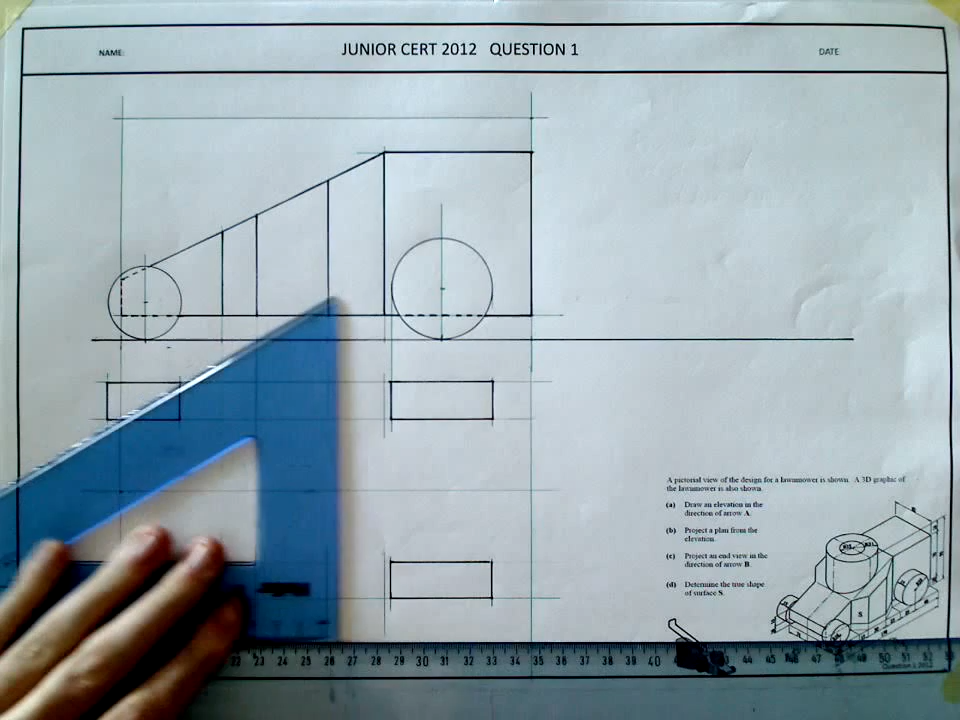 NAME:
JUNIOR CERT 2012 QUESTION 1
DATE
A pictorial view of the design for a lawnmower is shown. A 3D graphic of
the lawnmower is also shown.
(a) Draw an elevation in the
direction of arrow A.
(b) Project a plan from the
elevation.
(c) Project an end view in the
direction of arrow B.
(d) Determine the true shape
of surface S.
S
22 23 24 25 26 27 28 29 30 31 32 33 34 35 36 37 38 39 40 44 45 46 47 48 49 50 51 52
Question 1 2012